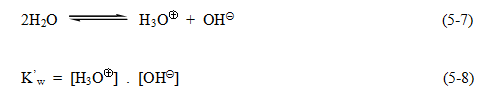 2H₂O ⇌ H₃O⊕ + OH⊖ (5-7)
K'w = [H₃O⊕] . [OH⊖] (5-8)